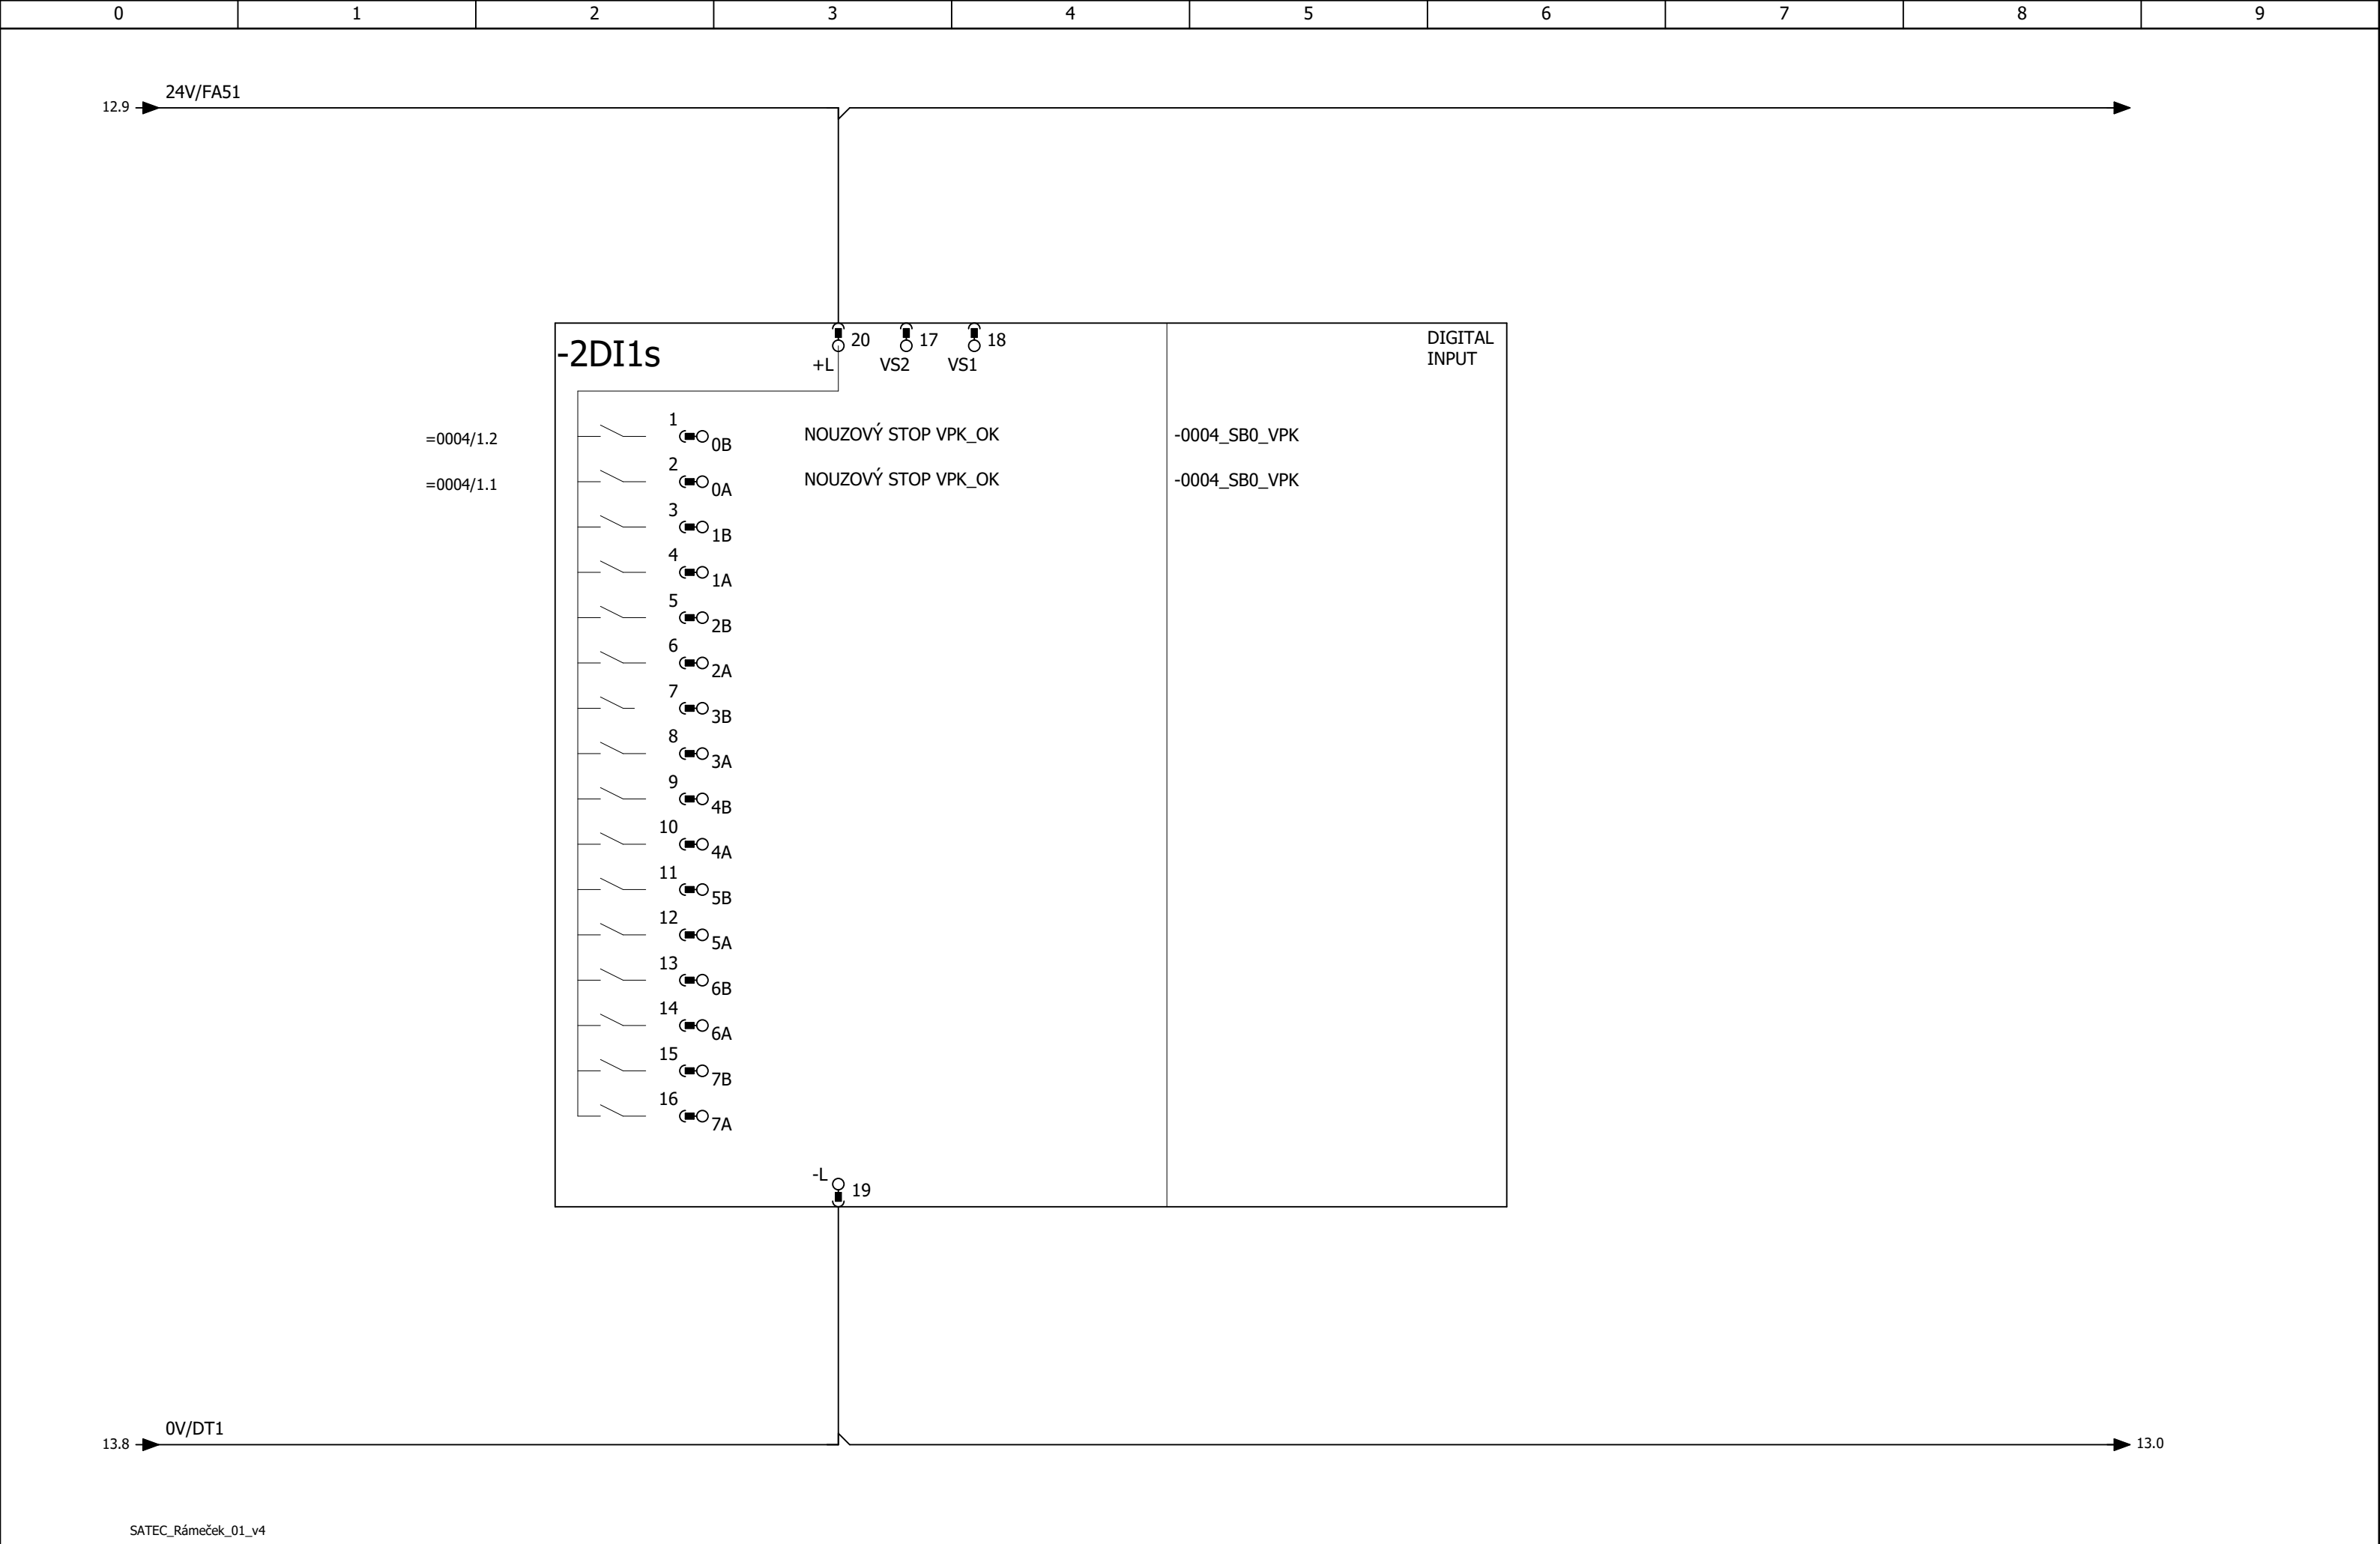 0 1 2 3 4 5 6 7 8 9
24V/FA51
12.9
-2DI1s
20 17 18
+L VS2 VS1
DIGITAL
INPUT
=0004/1.2 1 0B NOUZOVÝ STOP VPK_OK -0004_SB0_VPK
=0004/1.1 2 0A NOUZOVÝ STOP VPK_OK -0004_SB0_VPK
3 1B
4 1A
5 2B
6 2A
7 3B
8 3A
9 4B
10 4A
11 5B
12 5A
13 6B
14 6A
15 7B
16 7A
-L 19
0V/DT1
13.8 13.0
SATEC_Rámeček_01_v4